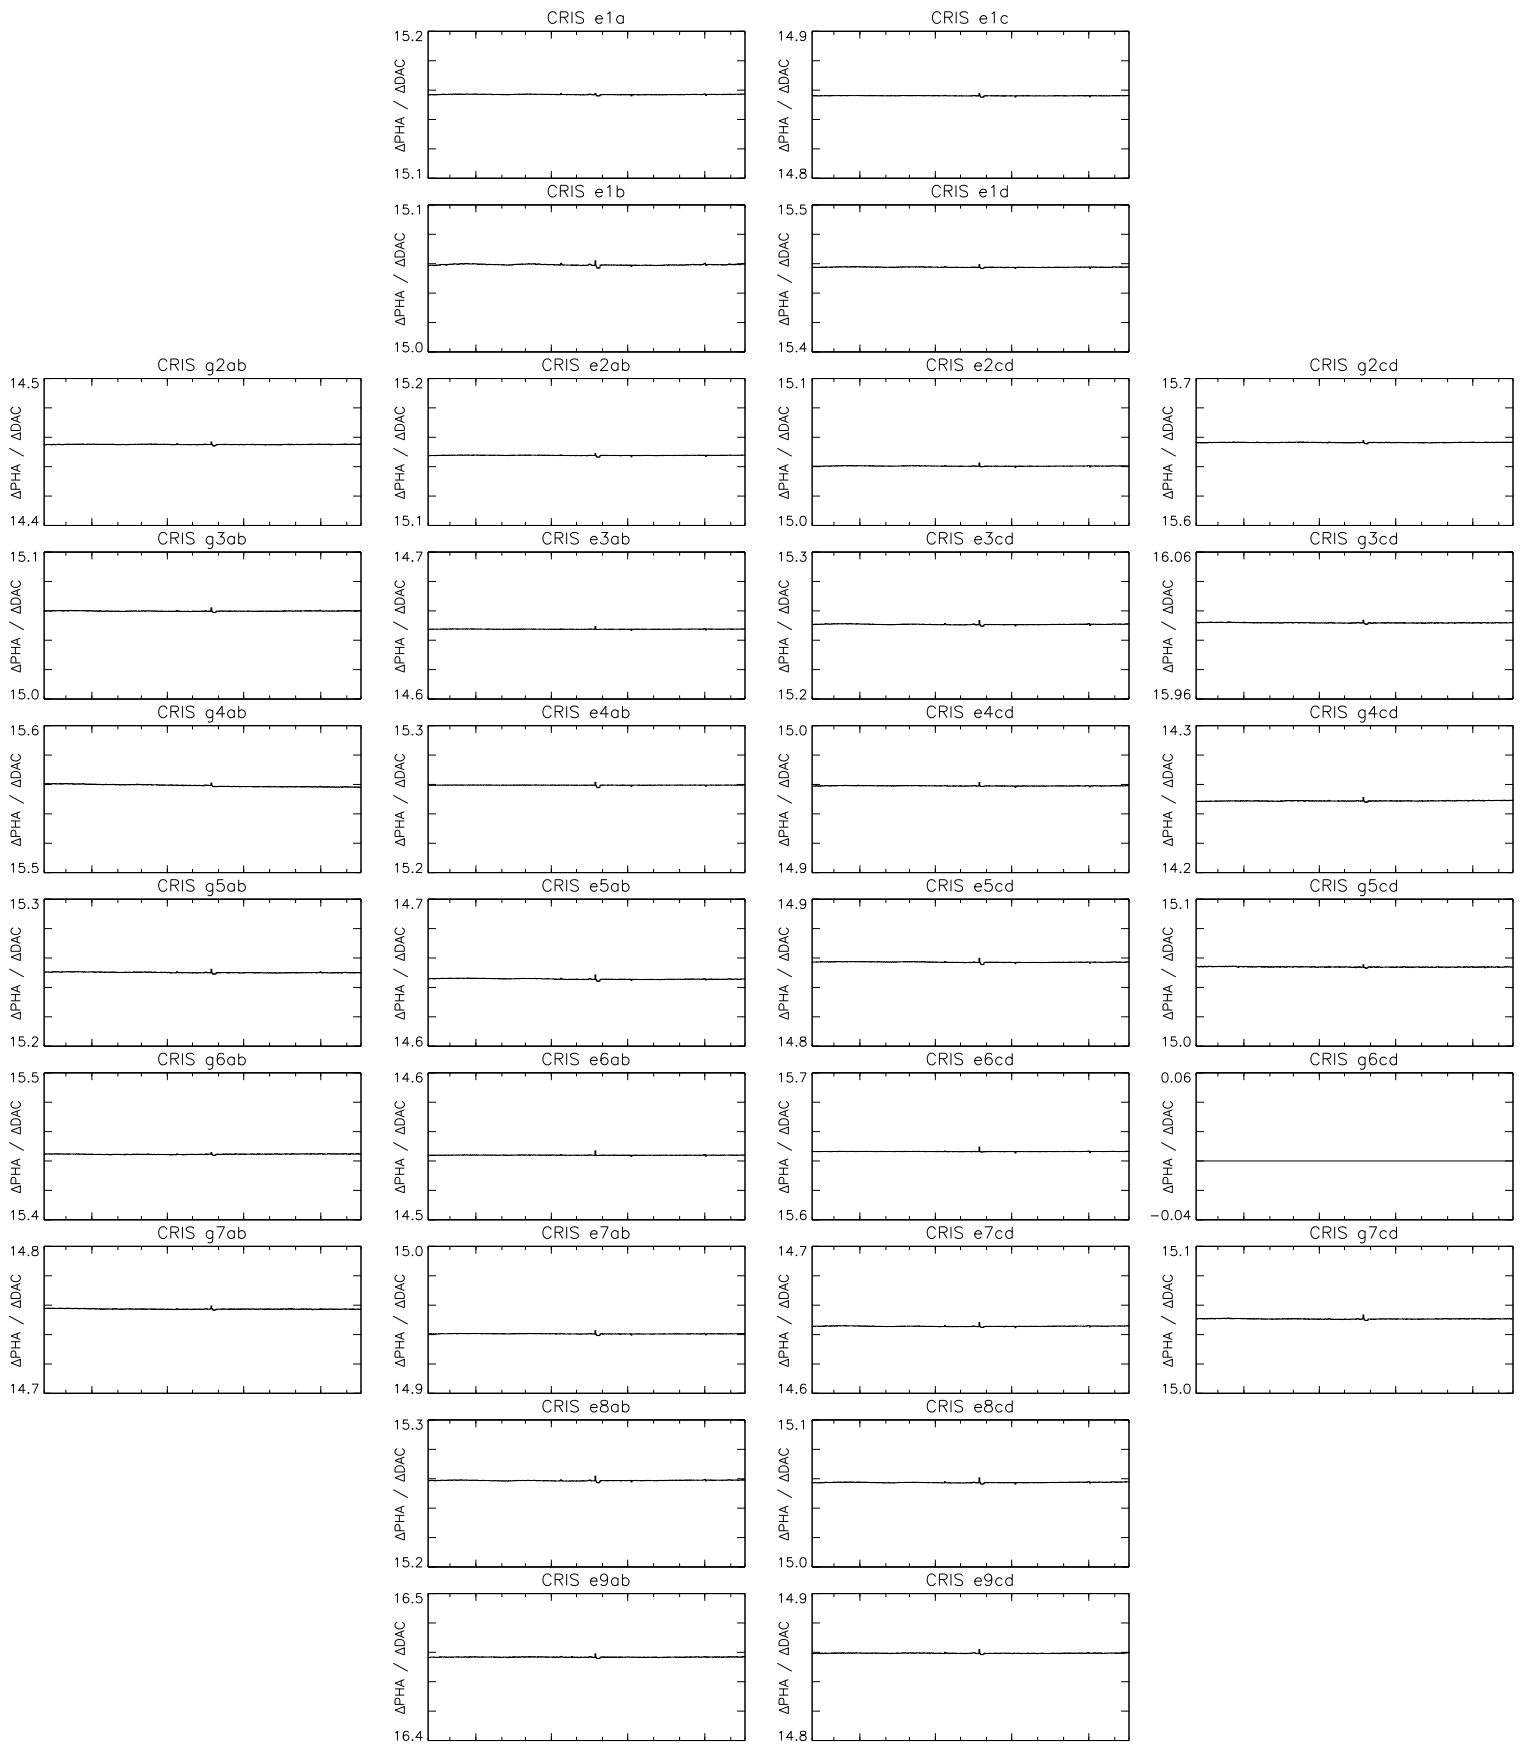 CRIS e1a
15.2
ΔPHA / ΔDAC
15.1
CRIS e1c
14.9
ΔPHA / ΔDAC
14.8
CRIS e1b
15.1
ΔPHA / ΔDAC
15.0
CRIS e1d
15.5
ΔPHA / ΔDAC
15.4
CRIS g2ab
14.5
ΔPHA / ΔDAC
14.4
CRIS e2ab
15.2
ΔPHA / ΔDAC
15.1
CRIS e2cd
15.1
ΔPHA / ΔDAC
15.0
CRIS g2cd
15.7
ΔPHA / ΔDAC
15.6
CRIS g3ab
15.1
ΔPHA / ΔDAC
15.0
CRIS e3ab
14.7
ΔPHA / ΔDAC
14.6
CRIS e3cd
15.3
ΔPHA / ΔDAC
15.2
CRIS g3cd
16.06
ΔPHA / ΔDAC
15.96
CRIS g4ab
15.6
ΔPHA / ΔDAC
15.5
CRIS e4ab
15.3
ΔPHA / ΔDAC
15.2
CRIS e4cd
15.0
ΔPHA / ΔDAC
14.9
CRIS g4cd
14.3
ΔPHA / ΔDAC
14.2
CRIS g5ab
15.3
ΔPHA / ΔDAC
15.2
CRIS e5ab
14.7
ΔPHA / ΔDAC
14.6
CRIS e5cd
14.9
ΔPHA / ΔDAC
14.8
CRIS g5cd
15.1
ΔPHA / ΔDAC
15.0
CRIS g6ab
15.5
ΔPHA / ΔDAC
15.4
CRIS e6ab
14.6
ΔPHA / ΔDAC
14.5
CRIS e6cd
15.7
ΔPHA / ΔDAC
15.6
CRIS g6cd
0.06
ΔPHA / ΔDAC
−0.04
CRIS g7ab
14.8
ΔPHA / ΔDAC
14.7
CRIS e7ab
15.0
ΔPHA / ΔDAC
14.9
CRIS e7cd
14.7
ΔPHA / ΔDAC
14.6
CRIS g7cd
15.1
ΔPHA / ΔDAC
15.0
CRIS e8ab
15.3
ΔPHA / ΔDAC
15.2
CRIS e8cd
15.1
ΔPHA / ΔDAC
15.0
CRIS e9ab
16.5
ΔPHA / ΔDAC
16.4
CRIS e9cd
14.9
ΔPHA / ΔDAC
14.8